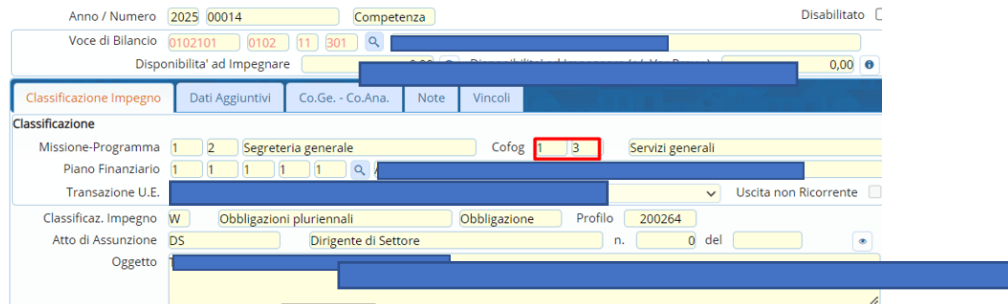 Anno / Numero 2025 00014 Competenza Disabilitato
Voce di Bilancio 0102101 0102 11 301
Disponibilita' ad Impegnare 0,00
Classificazione Impegno Dati Aggiuntivi Co.Ge. - Co.Ana. Note Vincoli
Classificazione
Missione-Programma 1 2 Segreteria generale Cofog 1 3 Servizi generali
Piano Finanziario 1 1 1 1 1
Transazione U.E. Uscita non Ricorrente
Classificaz. Impegno W Obbligazioni pluriennali Obbligazione Profilo 200264
Atto di Assunzione DS Dirigente di Settore n. 0 del
Oggetto